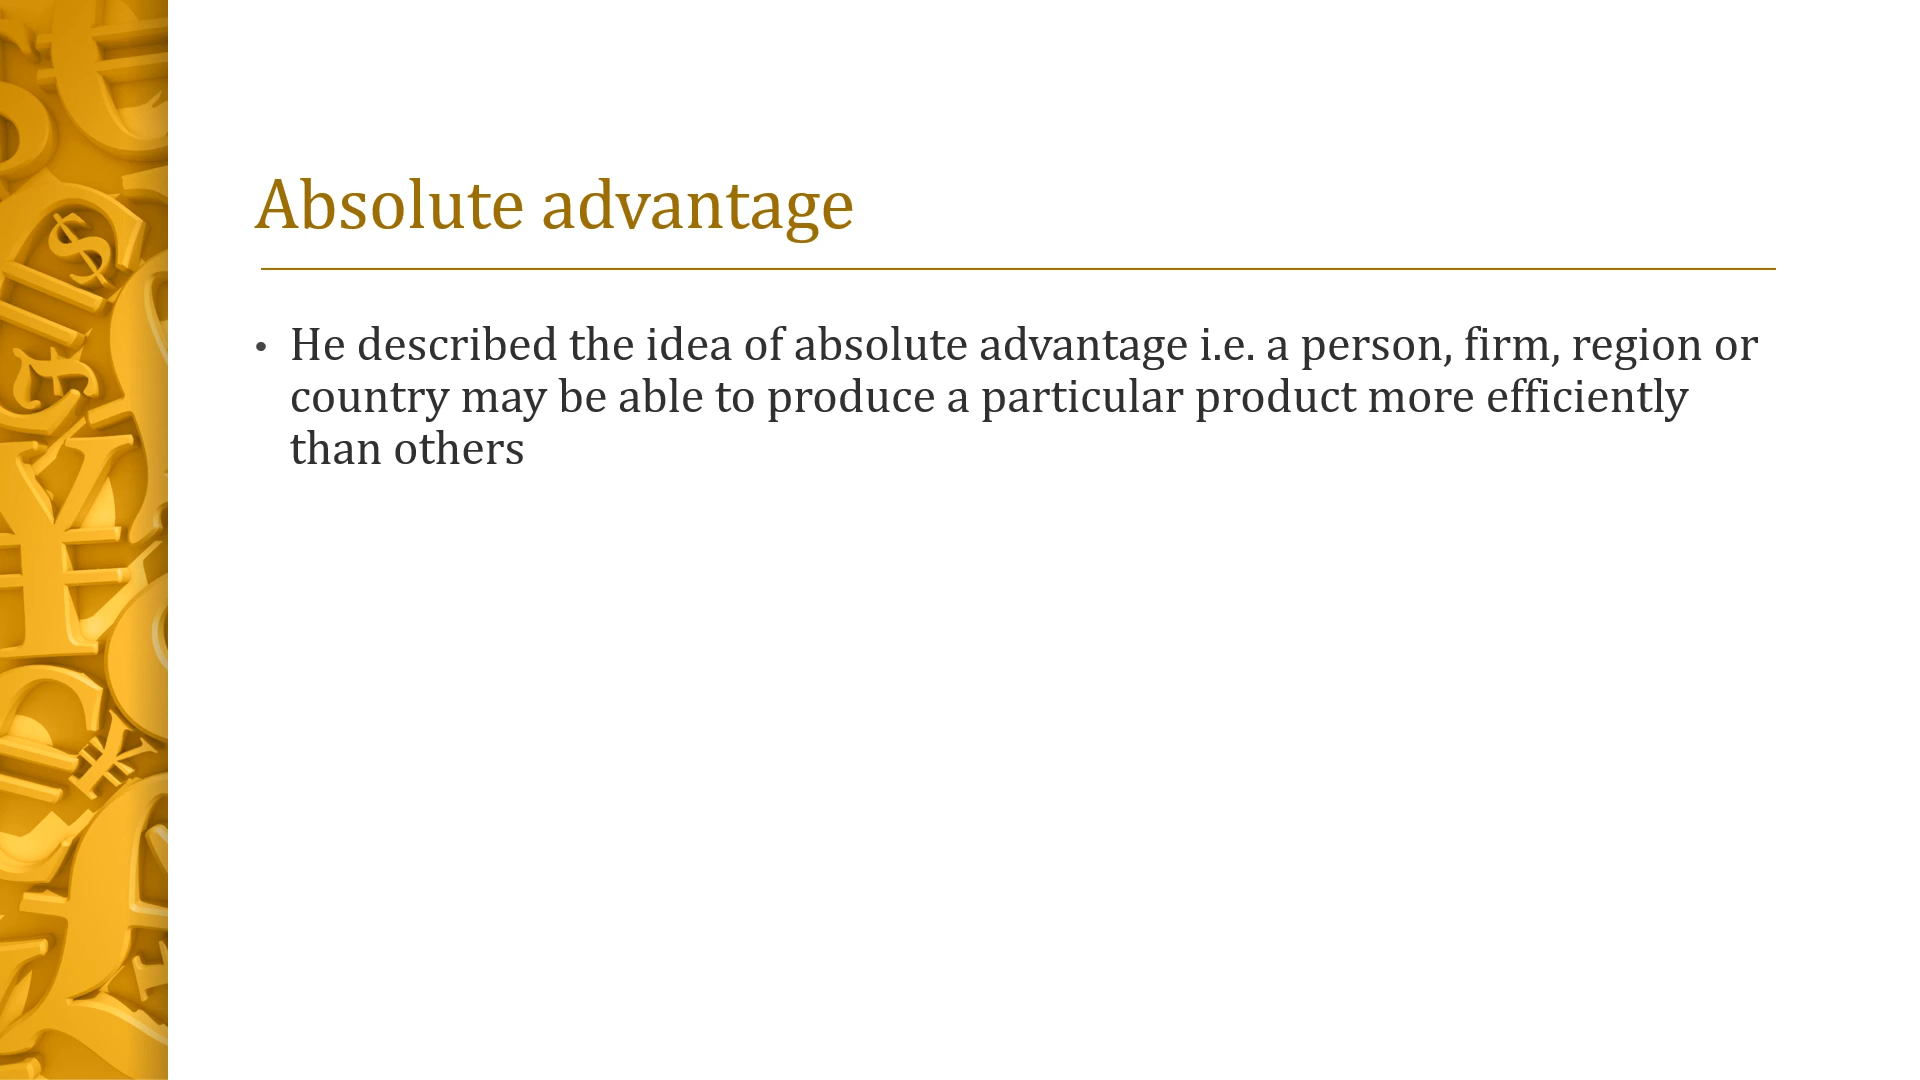 Absolute advantage
• He described the idea of absolute advantage i.e. a person, firm, region or
country may be able to produce a particular product more efficiently
than others